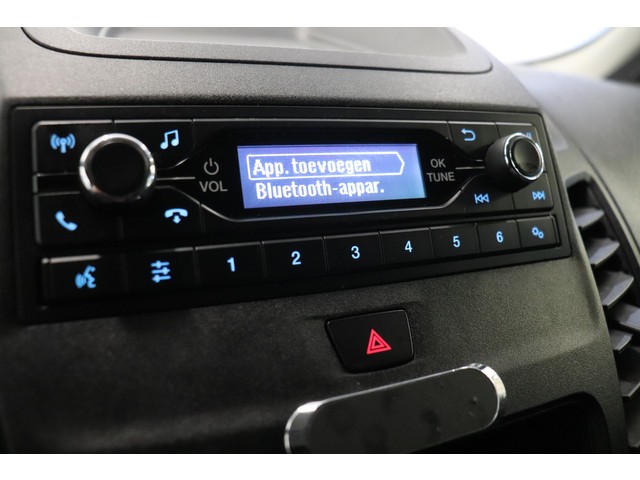 App. toevoegen
Bluetooth-appar.
VOL
OK
TUNE
1 2 3 4 5 6